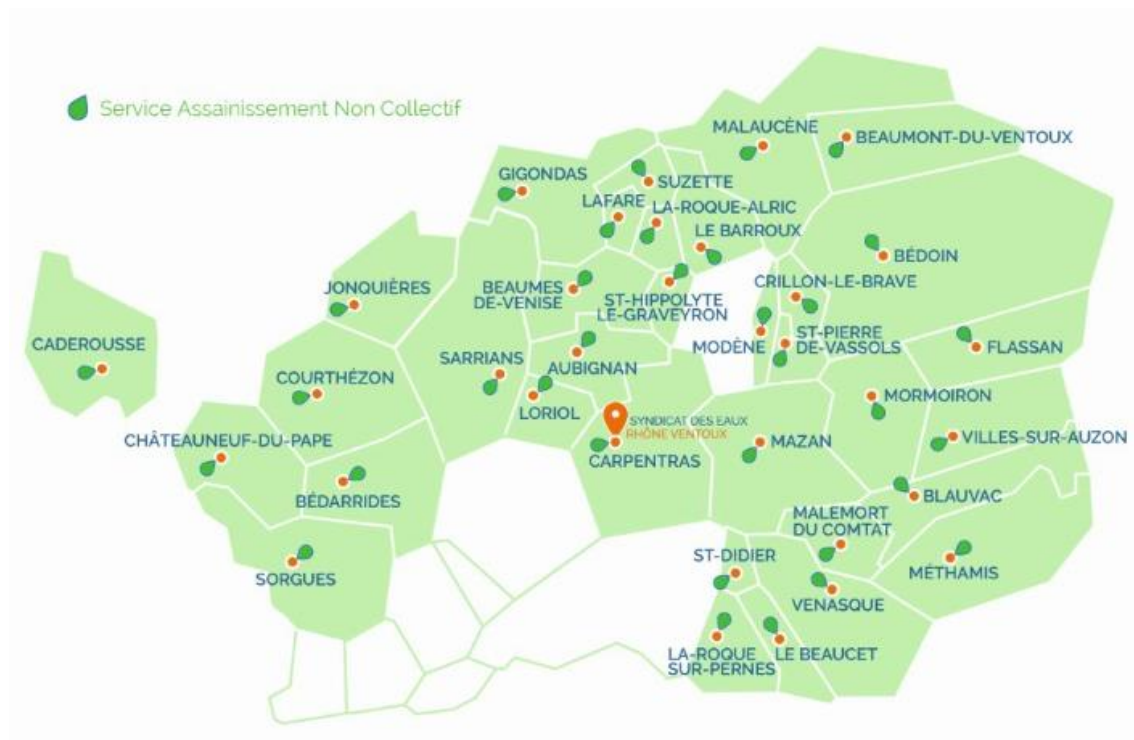 Service Assainissement Non Collectif
MALAUCÈNE
BEAUMONT-DU-VENTOUX
GIGONDAS
SUZETTE
LAFARE
LA-ROQUE-ALRIC
LE BARROUX
BÉDOIN
JONQUIÈRES
BEAUMES
DE-VENISE
ST-HIPPOLYTE
LE-GRAVEYRON
CRILLON-LE-BRAVE
CADEROUSSE
SARRIANS
AUBIGNAN
MODÈNE
ST-PIERRE
DE-VASSOLS
FLASSAN
COURTHÉZON
LORIOL
MORMOIRON
SYNDICAT DES EAUX
RHÔNE VENTOUX
CHÂTEAUNEUF-DU-PAPE
CARPENTRAS
MAZAN
VILLES-SUR-AUZON
BÉDARRIDES
BLAUVAC
MALEMORT
DU COMTAT
ST-DIDIER
SORGUES
MÉTHAMIS
VENASQUE
LA-ROQUE
SUR-PERNES
LE BEAUCET